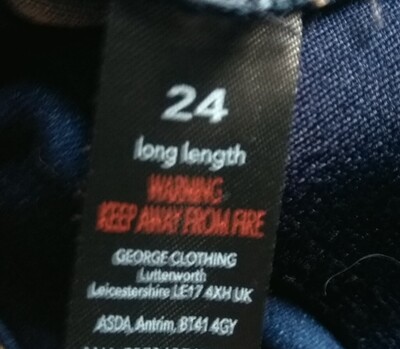 24
long length
WARNING
KEEP AWAY FROM FIRE
GEORGE CLOTHING
Lutterworth
Leicestershire LE17 4XH UK
ASDA, Antrim, BT41 4GY